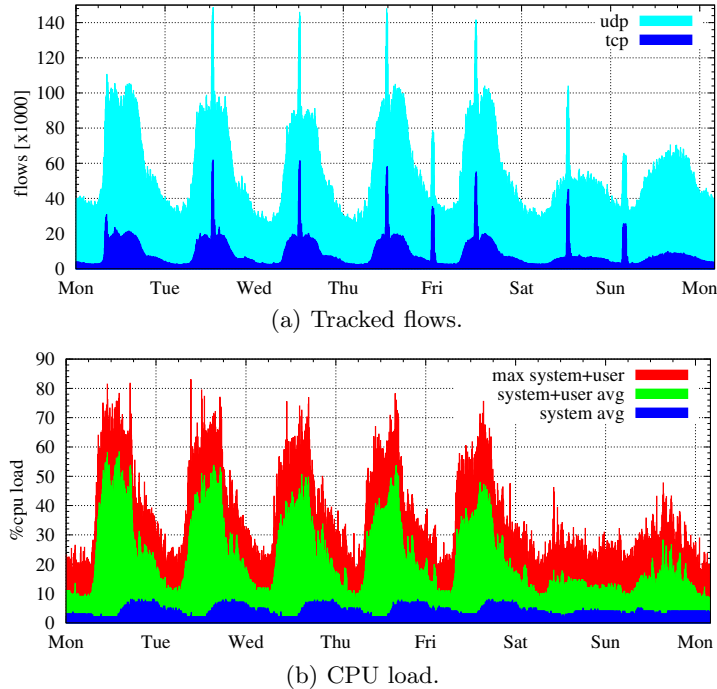 140
120
100
80
60
40
20
0
flows [x1000]
udp
tcp
Mon Tue Wed Thu Fri Sat Sun Mon
(a) Tracked flows.
90
80
70
60
50
40
30
20
10
0
%cpu load
max system+user
system+user avg
system avg
Mon Tue Wed Thu Fri Sat Sun Mon
(b) CPU load.